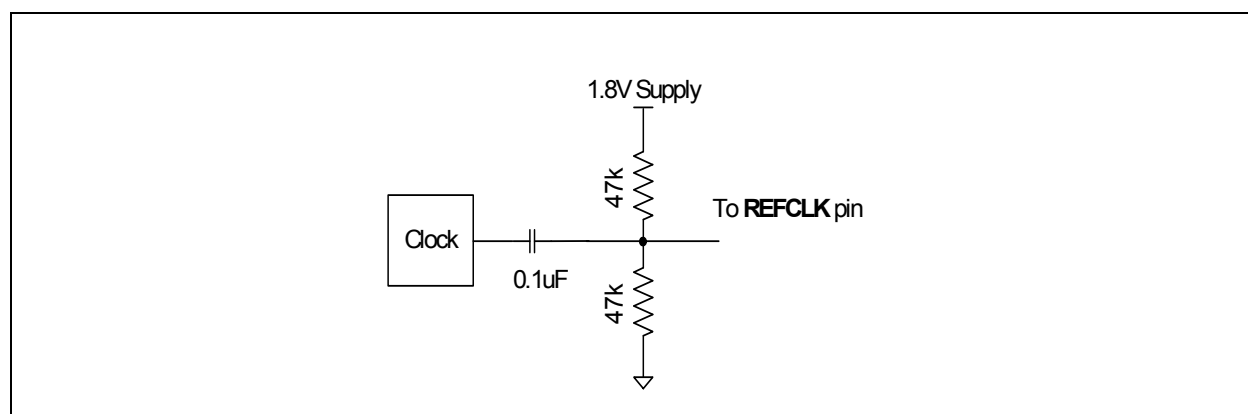 1.8V Supply
47k
To REFCLK pin
Clock
0.1uF
47k